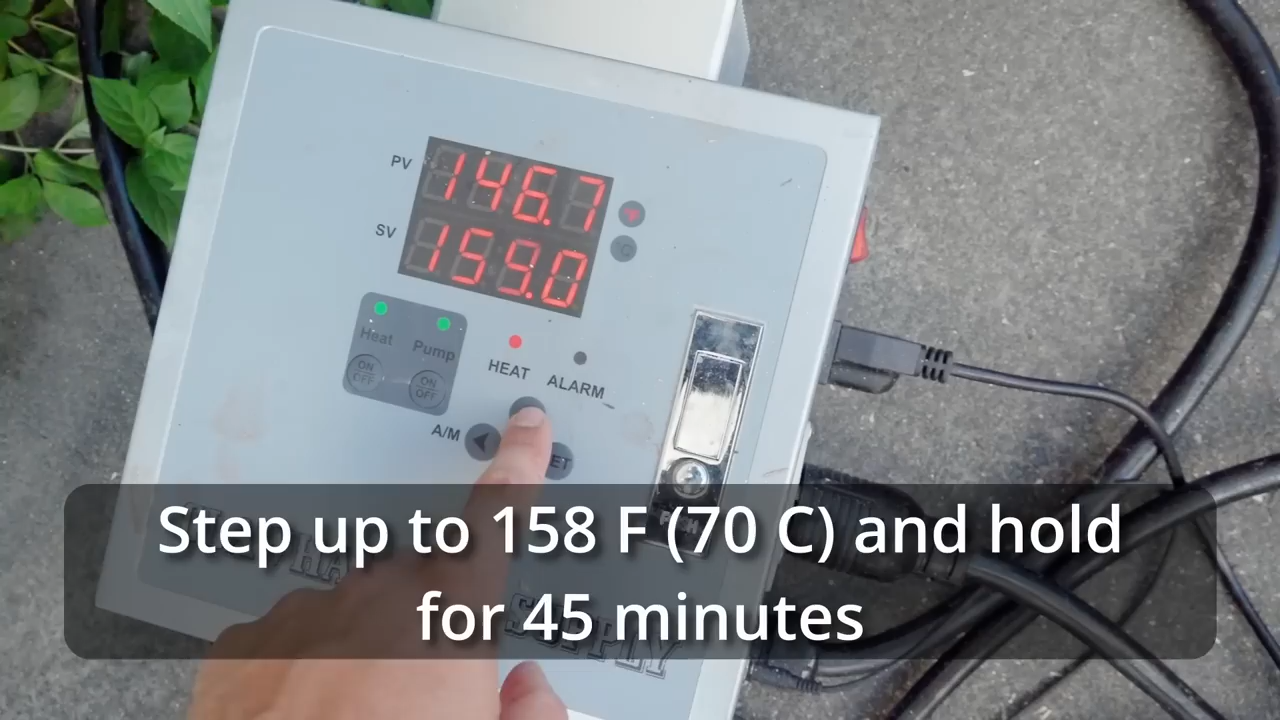 PV
146.7
SV
159.0
°C
Heat
Pump
ON
OFF
ON
OFF
HEAT
ALARM
A/M
Step up to 158 F (70 C) and hold
for 45 minutes
SUPPLY